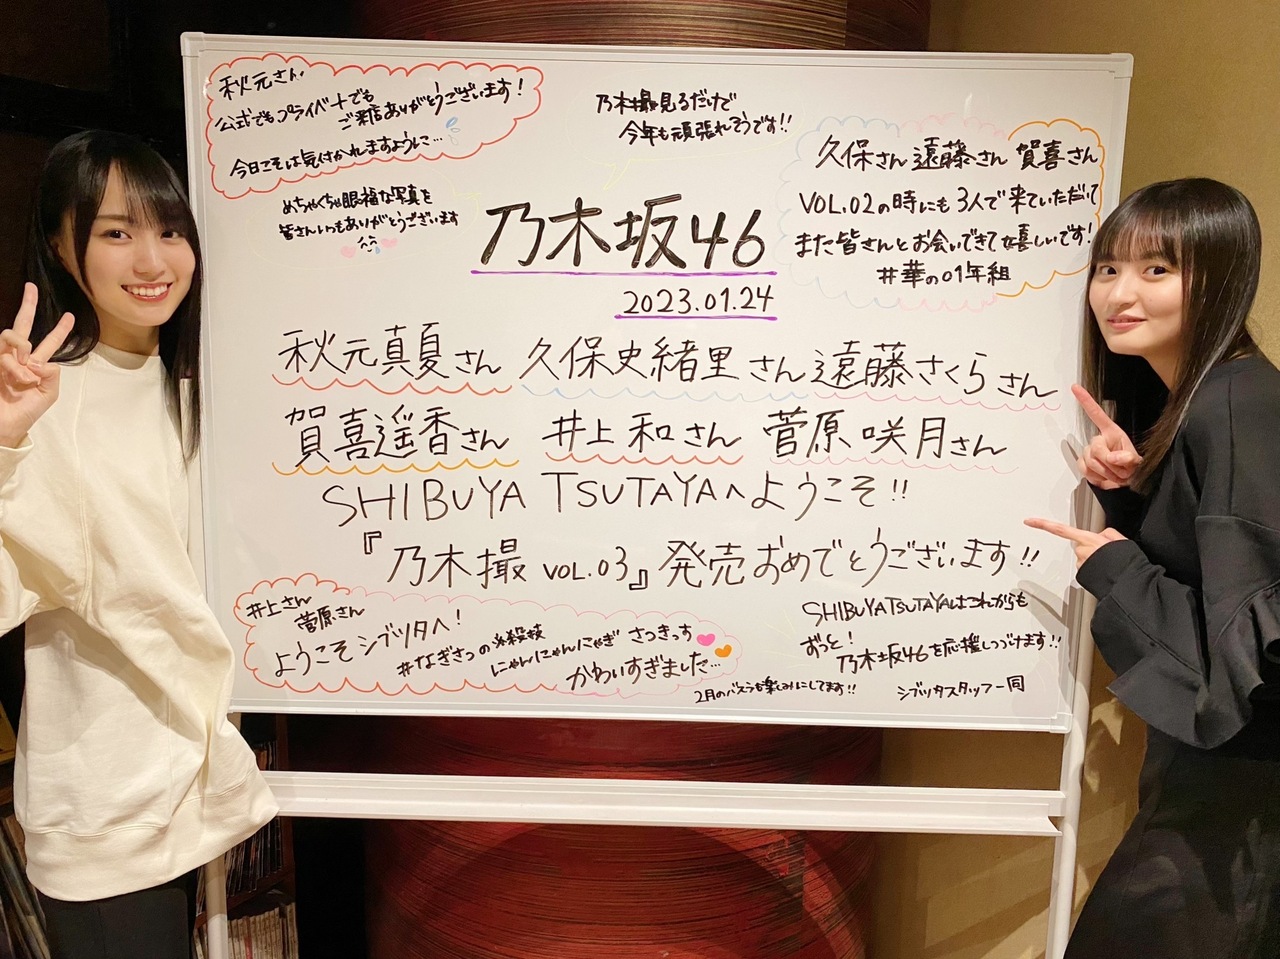 秋元さん
公式でもプライベートでも
ご来店ありがとうございます!
今日こそは気付かれますように…
めちゃくちゃ眼福な写真を
皆さんいつもありがとうございます
乃木撮見るだけで
今年も頑張れそうです!!
久保さん 遠藤さん 賀喜さん
VOL.02の時にも3人で来ていただいて
また皆さんとお会いできて嬉しいです!
#華の01年組
乃木坂46
2023.01.24
秋元真夏さん 久保史緒里さん 遠藤さくらさん
賀喜遥香さん 井上和さん 菅原咲月さん
SHIBUYA TSUTAYAへようこそ!!
『乃木撮 VOL.03』発売おめでとうございます!!
井上さん
菅原さん
ようこそシブツタへ!
#なぎさつの必殺技
にゃんにゃんにゃぎ さつきっす
かわいすぎました…
SHIBUYA TSUTAYAはこれからも
ずっと!
乃木坂46を応援しつづけます!!
2月のバスラも楽しみにしてます!!
シブツタスタッフ一同